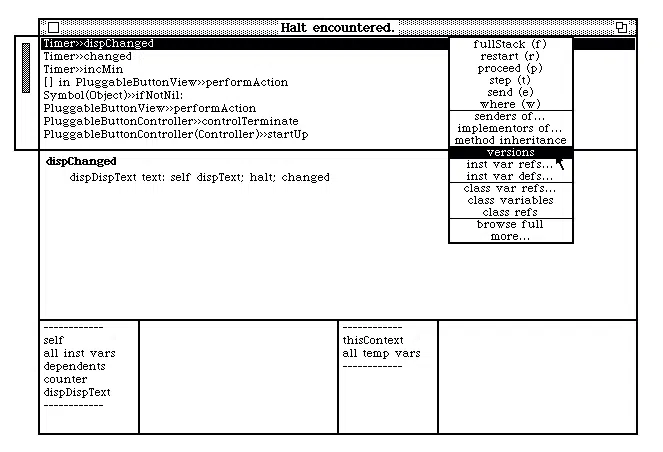 Halt encountered.
Timer>>dispChanged
Timer>>changed
Timer>>incMin
[] in PluggableButtonView>>performAction
Symbol(Object)>>ifNotNil:
PluggableButtonView>>performAction
PluggableButtonController>>controlTerminate
PluggableButtonController(Controller)>>startUp
fullStack (f)
restart (r)
proceed (p)
step (t)
send (e)
where (w)
senders of...
implementors of...
method inheritance
versions
inst var refs...
inst var defs...
class var refs...
class variables
class refs
browse full
more...
dispChanged
dispDispText text: self dispText; halt; changed
------------
self
all inst vars
dependents
counter
dispDispText
------------
------------
thisContext
all temp vars
------------